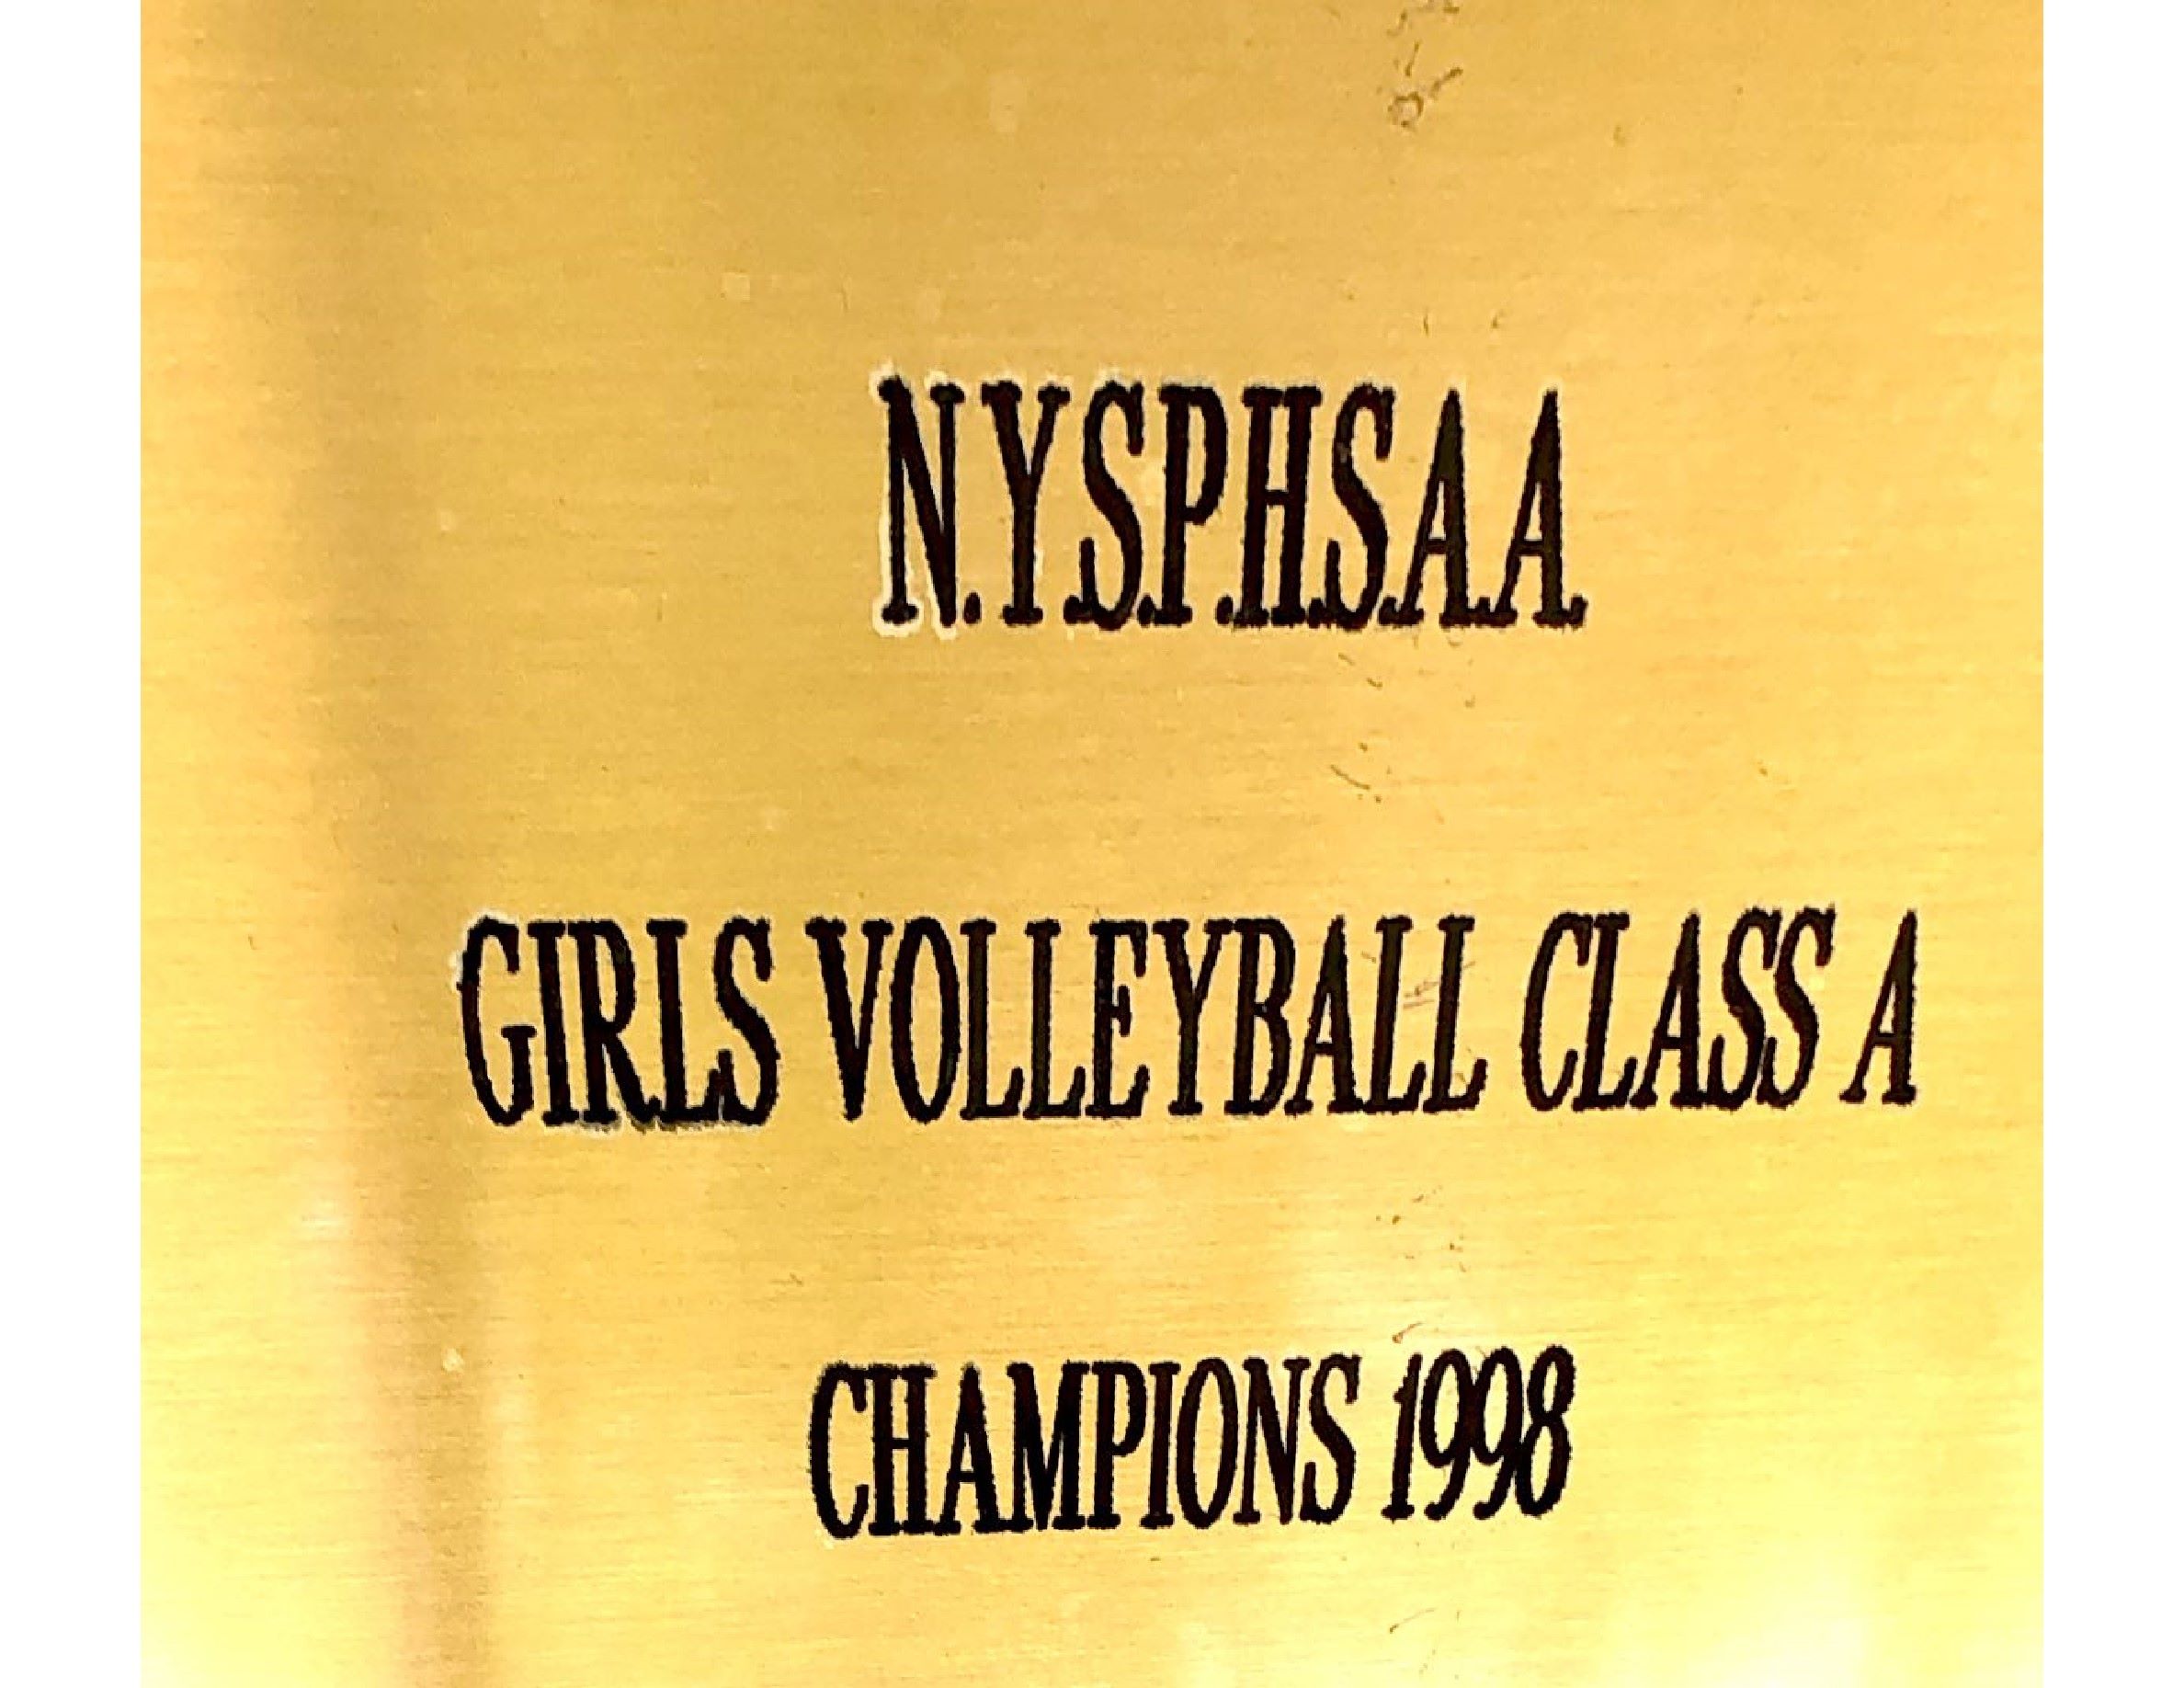 N.Y.S.P.H.S.A.A.
GIRLS VOLLEYBALL CLASS A
CHAMPIONS 1998